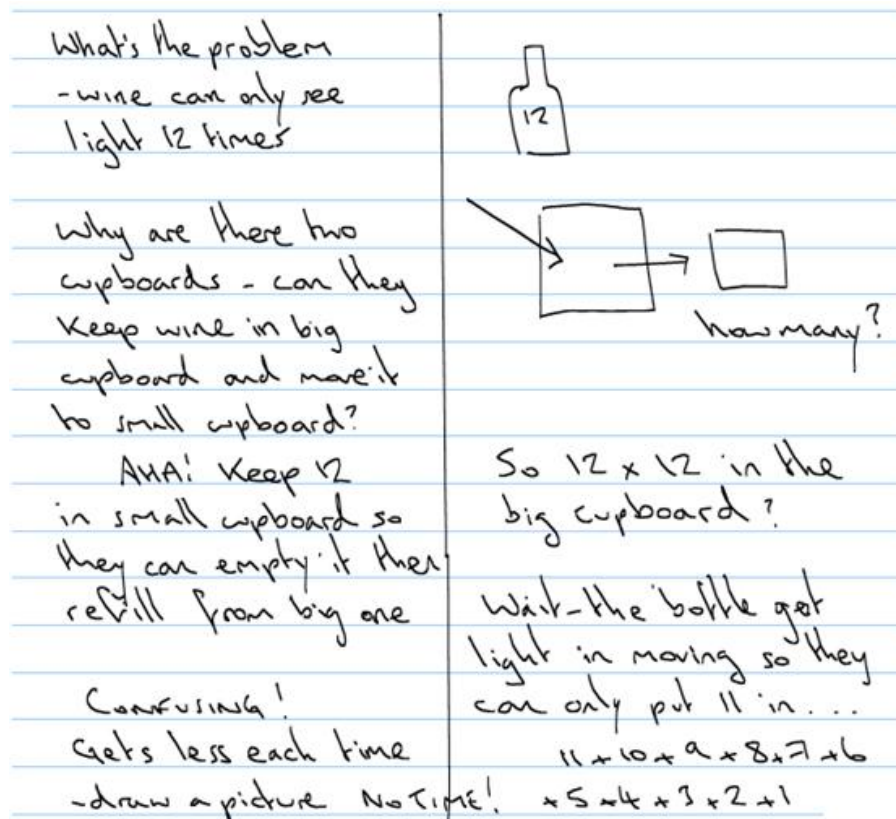 What's the problem
-wine can only see
light 12 times
Why are there two
cupboards - can they
keep wine in big
cupboard and move it
to small cupboard?
AHA! Keep 12
in small cupboard so
they can empty it then
refill from big one
CONFUSING!
Gets less each time
-draw a picture NO TIME!
12
how many?
So 12 x 12 in the
big cupboard?
Wait-the bottle got
light in moving so they
can only put 11 in...
11+10+9+8+7+6
+5+4+3+2+1